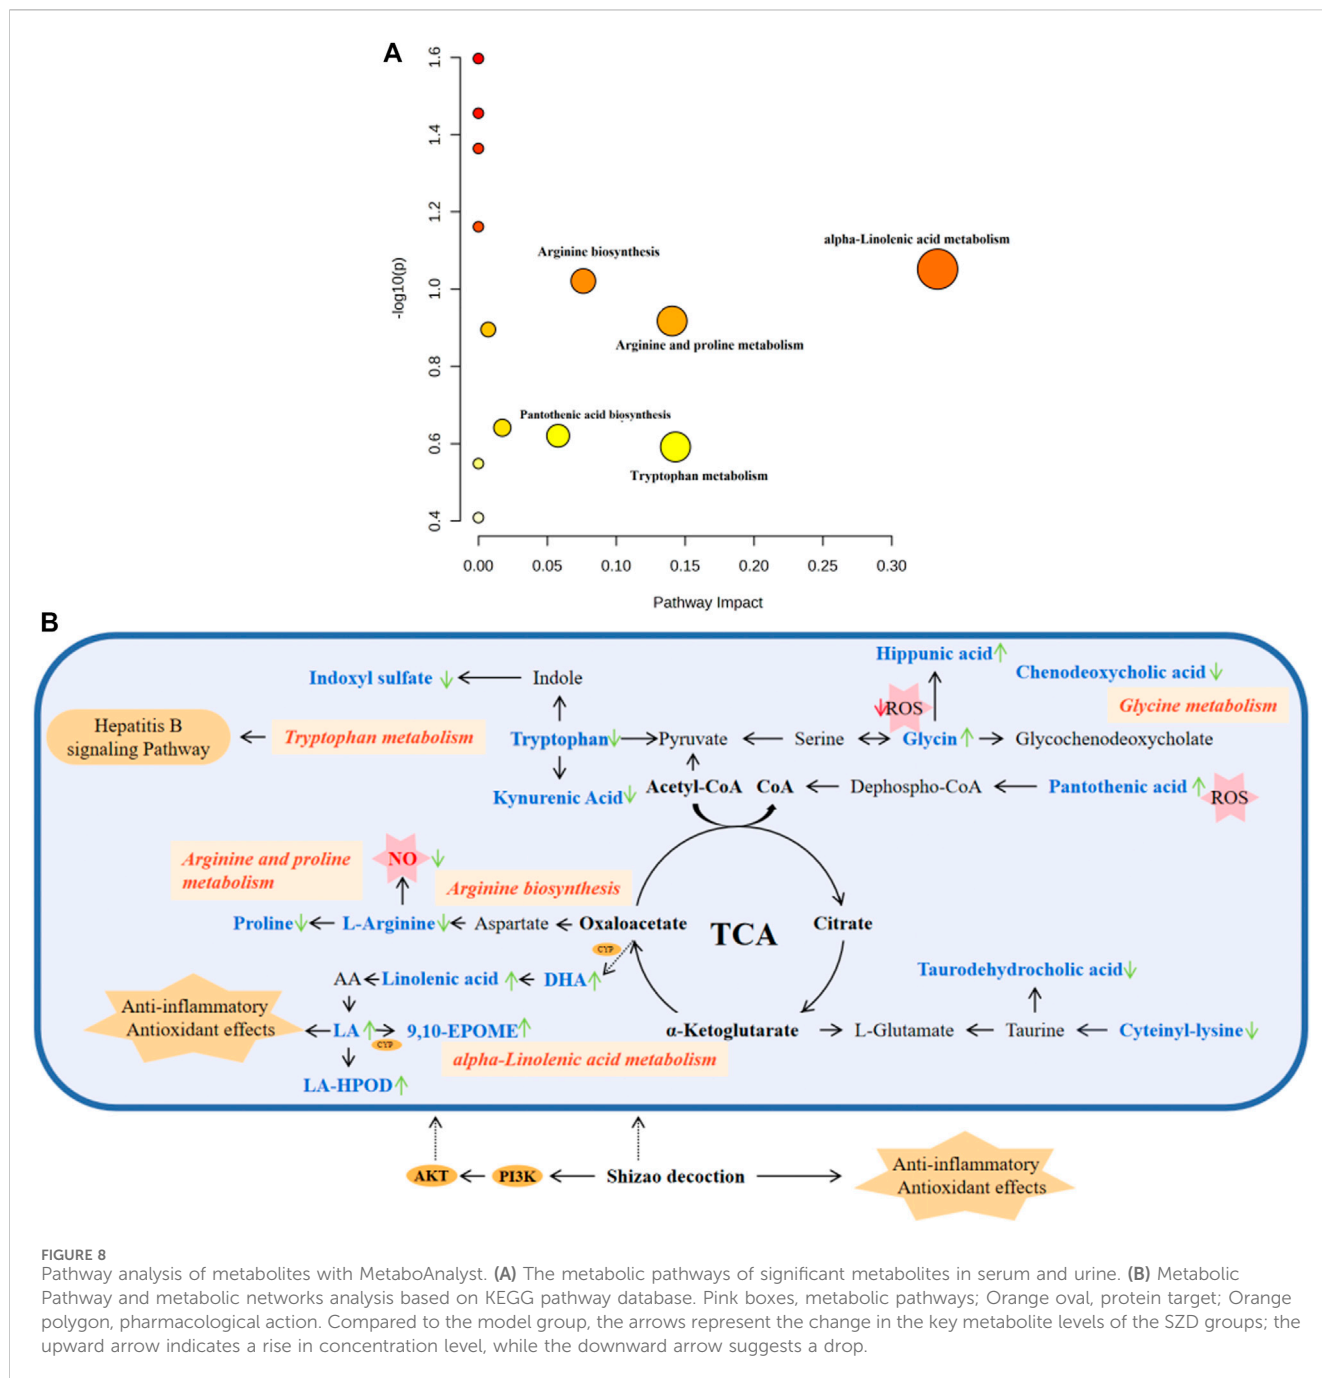 A
1.6
1.4
1.2
1.0
0.8
0.6
0.4
-log10(p)
alpha-Linolenic acid metabolism
Arginine biosynthesis
Arginine and proline metabolism
Pantothenic acid biosynthesis
Tryptophan metabolism
0.00 0.05 0.10 0.15 0.20 0.25 0.30
Pathway Impact
B
Hippunic acid↑
Indoxyl sulfate ↓ ← Indole
Chenodeoxycholic acid ↓
↓ROS
Glycine metabolism
Hepatitis B
signaling Pathway
← Tryptophan metabolism
Tryptophan↓ → Pyruvate ← Serine ↔ Glycin ↑ → Glycochenodeoxycholate
Kynurenic Acid↓
Acetyl-CoA CoA ← Dephospho-CoA ← Pantothenic acid ↑
ROS
Arginine and proline
metabolism
NO ↓
Arginine biosynthesis
Proline↓ ← L-Arginine↓ ← Aspartate ← Oxaloacetate
TCA
Citrate
CYP
AA ← Linolenic acid ↑ ← DHA↑
Taurodehydrocholic acid↓
Anti-inflammatory
Antioxidant effects
← LA ↑ → 9,10-EPOME↑
CYP
α-Ketoglutarate → L-Glutamate ← Taurine ← Cyteinyl-lysine↓
alpha-Linolenic acid metabolism
LA-HPOD↑
AKT ← PI3K ← Shizao decoction →
Anti-inflammatory
Antioxidant effects
FIGURE 8
Pathway analysis of metabolites with MetaboAnalyst. (A) The metabolic pathways of significant metabolites in serum and urine. (B) Metabolic
Pathway and metabolic networks analysis based on KEGG pathway database. Pink boxes, metabolic pathways; Orange oval, protein target; Orange
polygon, pharmacological action. Compared to the model group, the arrows represent the change in the key metabolite levels of the SZD groups; the
upward arrow indicates a rise in concentration level, while the downward arrow suggests a drop.